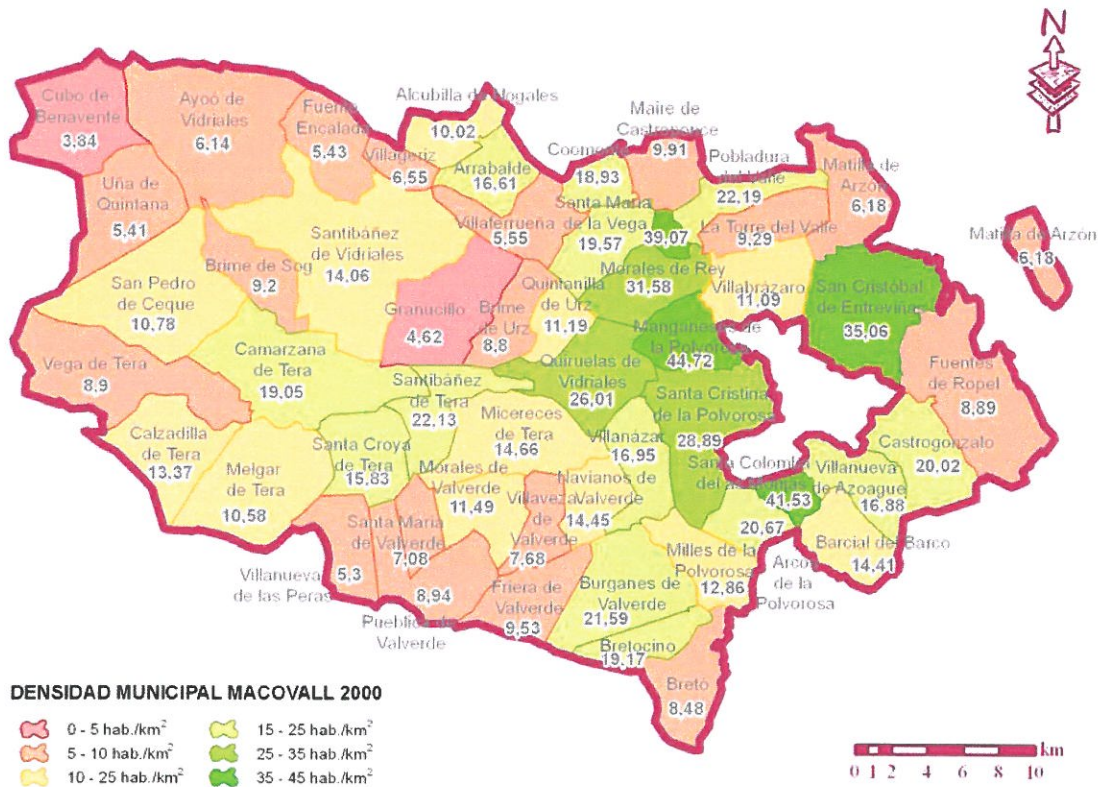 N
Cubo de
Benavente
3,84
Ayoó de
Vidriales
6,14
Fuente
Encalada
5,43
Alcubilla de Nogales
10,02
Villageriz
6,55
Arrabalde
16,61
Coomonte
18,93
Maire de
Castroponce
9,91
Pobladura
del Valle
22,19
Matilla de
Arzón
6,18
Matilla de Arzón
6,18
Uña de
Quintana
5,41
Santibáñez
de Vidriales
14,06
Villaferrueña
5,55
Santa María
de la Vega
19,57
39,07
La Torre del Valle
9,29
San Pedro
de Ceque
10,78
Brime de Sog
9,2
Granucillo
4,62
Brime
de Urz
8,8
Quintanilla
de Urz
11,19
Morales de Rey
31,58
Villabrázaro
11,09
San Cristóbal
de Entreviñas
35,06
Manganeses de
la Polvorosa
44,72
Vega de Tera
8,9
Camarzana
de Tera
19,05
Santibáñez
de Tera
22,13
Quiruelas de
Vidriales
26,01
Santa Cristina
de la Polvorosa
28,89
Fuentes
de Ropel
8,89
Calzadilla
de Tera
13,37
Melgar
de Tera
10,58
Santa Croya
de Tera
15,83
Micereces
de Tera
14,66
Villanázar
16,95
Castrogonzalo
20,02
Morales de
Valverde
11,49
Villaveza
de
Valverde
7,68
Navianos de
Valverde
14,45
Santa Colomba
de las Monjas
41,53
Villanueva
de Azoague
16,88
20,67
Barcial del Barco
14,41
Santa María
de Valverde
7,08
Villanueva
de las Peras
5,3
8,94
Pueblica de
Valverde
Friera de
Valverde
9,53
Burganes de
Valverde
21,59
Milles de la
Polvorosa
12,86
Arcos
de la
Polvorosa
Bretocino
19,17
Bretó
8,48
DENSIDAD MUNICIPAL MACOVALL 2000
0 - 5 hab./km²
5 - 10 hab./km²
10 - 25 hab./km²
15 - 25 hab./km²
25 - 35 hab./km²
35 - 45 hab./km²
km
0 1 2 4 6 8 10